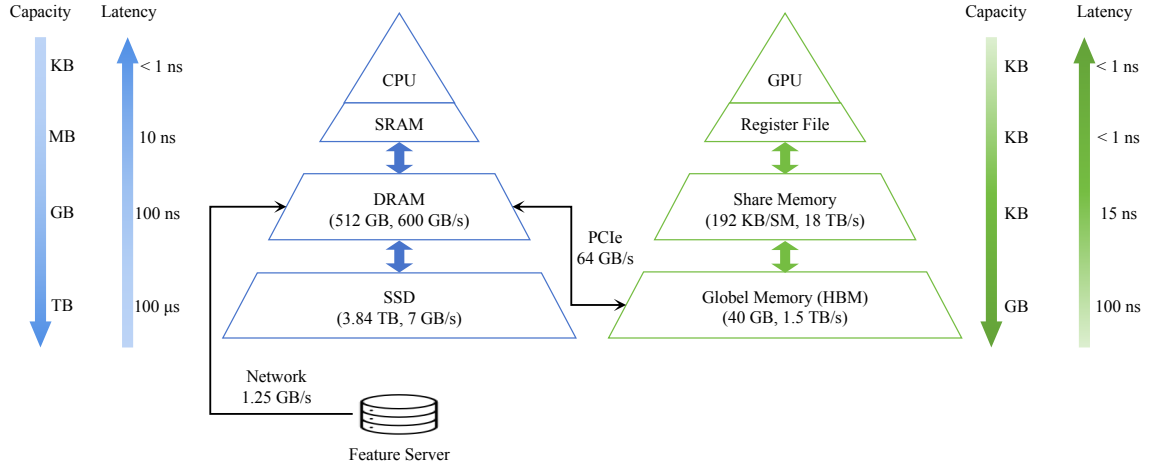 Capacity
Latency
KB
< 1 ns
MB
10 ns
GB
100 ns
TB
100 μs
CPU
SRAM
DRAM
(512 GB, 600 GB/s)
SSD
(3.84 TB, 7 GB/s)
Network
1.25 GB/s
Feature Server
PCIe
64 GB/s
GPU
Register File
Share Memory
(192 KB/SM, 18 TB/s)
Globel Memory (HBM)
(40 GB, 1.5 TB/s)
Capacity
Latency
KB
< 1 ns
KB
< 1 ns
KB
15 ns
GB
100 ns